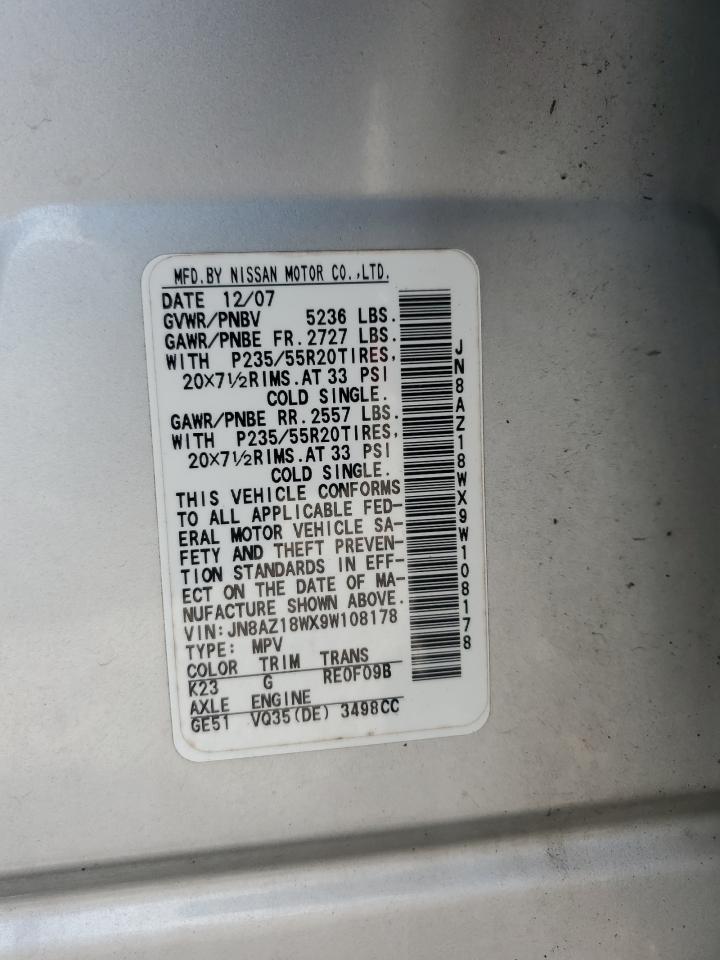 MFD.BY NISSAN MOTOR CO.,LTD.
DATE 12/07
GVWR/PNBV 5236 LBS.
GAWR/PNBE FR.2727 LBS.
WITH P235/55R20TIRES,
20×7½RIMS.AT 33 PSI
COLD SINGLE.
GAWR/PNBE RR.2557 LBS.
WITH P235/55R20TIRES,
20×7½RIMS.AT 33 PSI
COLD SINGLE.
THIS VEHICLE CONFORMS
TO ALL APPLICABLE FED-
ERAL MOTOR VEHICLE SA-
FETY AND THEFT PREVEN-
TION STANDARDS IN EFF-
ECT ON THE DATE OF MA-
NUFACTURE SHOWN ABOVE.
VIN:JN8AZ18WX9W108178
TYPE: MPV
COLOR TRIM TRANS
K23 G RE0F09B
AXLE ENGINE
GE51 VQ35(DE) 3498CC
JN8AZ18WX9W108178